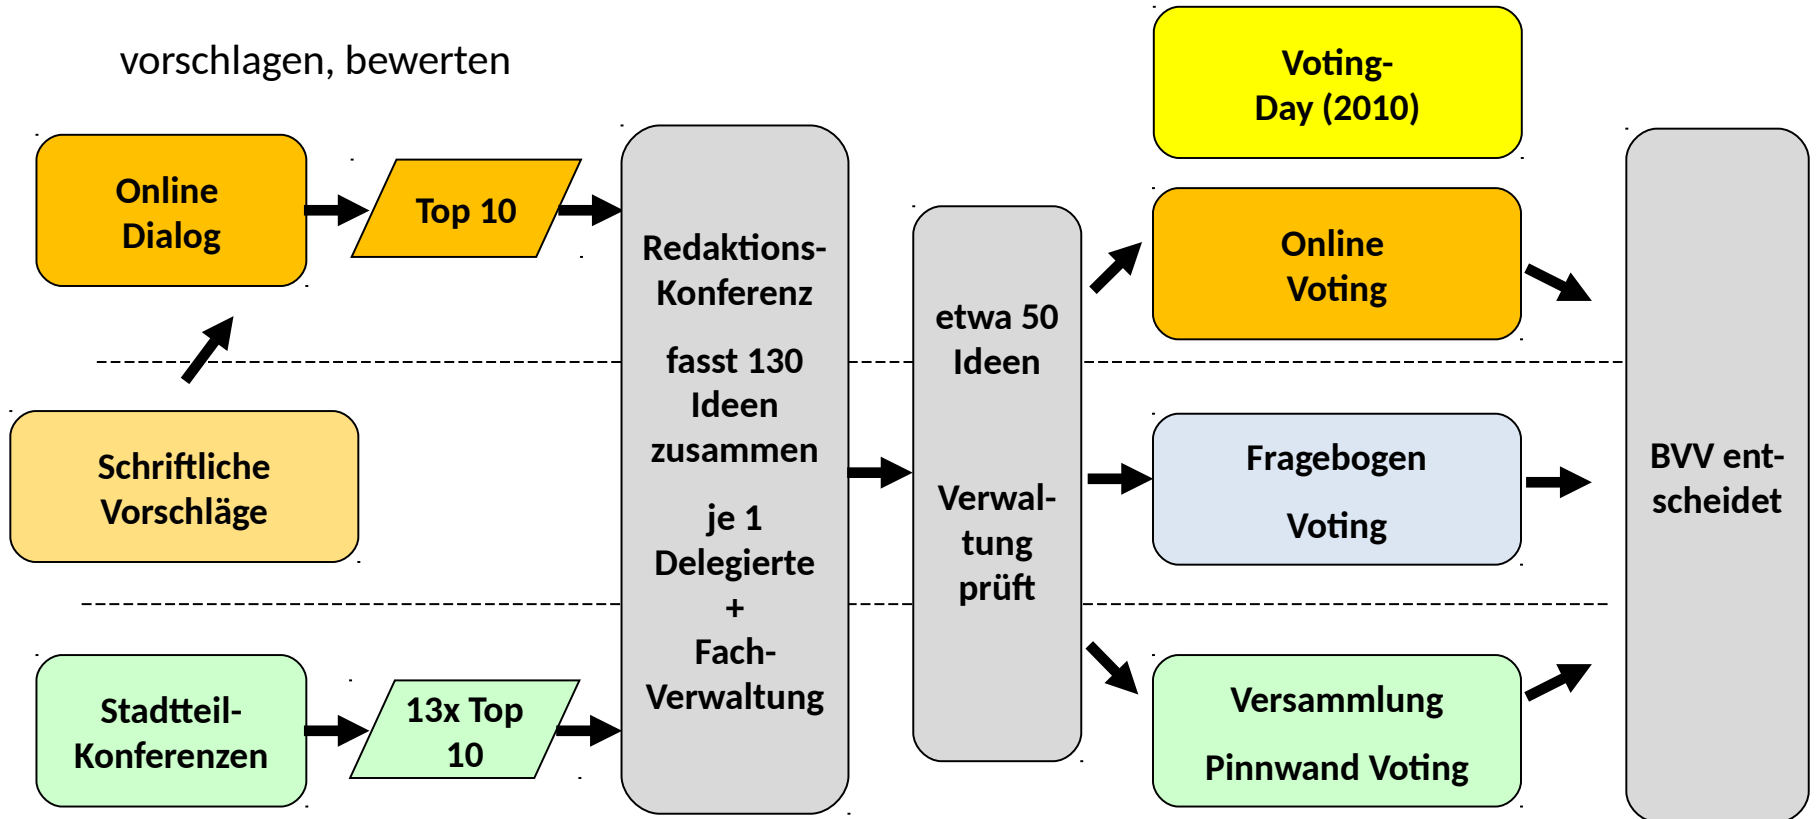 vorschlagen, bewerten
Online
Dialog
Top 10
Schriftliche
Vorschläge
Stadtteil-
Konferenzen
13x Top
10
Redaktions-
Konferenz
fasst 130
Ideen
zusammen
je 1
Delegierte
+
Fach-
Verwaltung
etwa 50
Ideen
Verwal-
tung
prüft
Voting-
Day (2010)
Online
Voting
Fragebogen
Voting
Versammlung
Pinnwand Voting
BVV ent-
scheidet